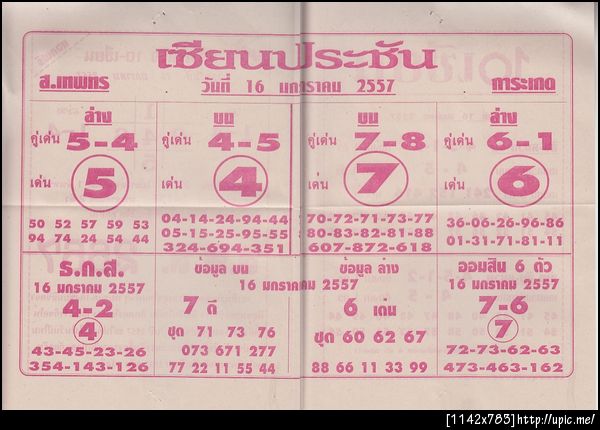 เซียนประชัน
ส.เทพทร วันที่ 16 มกราคม 2557 การะเกด
ล่าง บน บน ล่าง
คู่เด่น 5-4 คู่เด่น 4-5 คู่เด่น 7-8 คู่เด่น 6-1
เด่น 5 เด่น 4 เด่น 7 เด่น 6
50 52 57 59 53 04-14-24-94-44 70-72-71-73-77 36-06-26-96-86
94 74 24 54 44 05-15-25-95-55 80-83-82-81-88 01-31-71-81-11
324-694-351 607-872-618
ธ.ก.ส. ข้อมูล บน ข้อมูล ล่าง ออมสิน 6 ตัว
16 มกราคม 2557 16 มกราคม 2557 16 มกราคม 2557 16 มกราคม 2557
4-2 7 ดี 6 เด่น 7-6
4 ชุด 71 73 76 ชุด 60 62 67 7
43-45-23-26 073 671 277 72-73-62-63
354-143-126 77 22 11 55 44 88 66 11 33 99 473-463-162
[1142x783]http://upic.me/